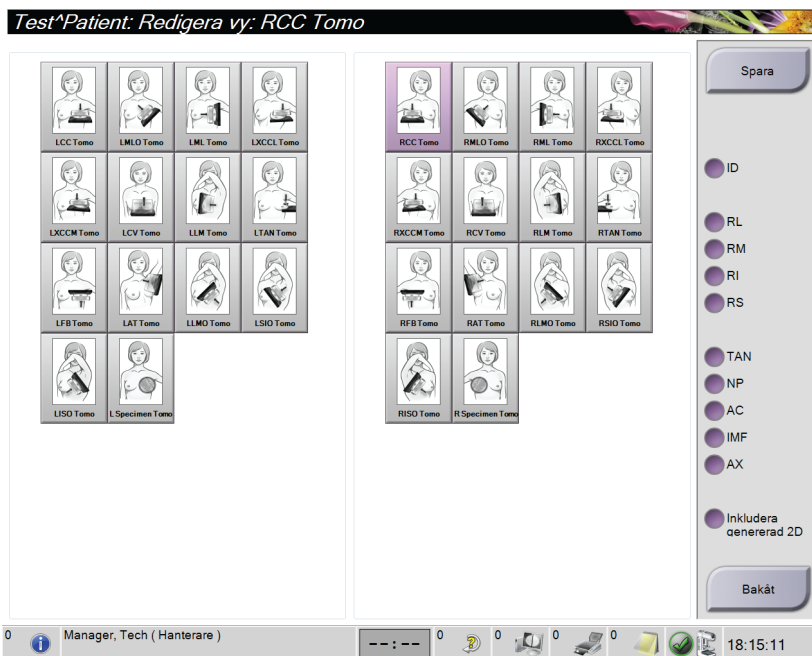 Test^Patient: Redigera vy: RCC Tomo
LCC Tomo LMLO Tomo LML Tomo LXCCL Tomo
LXCCM Tomo LCV Tomo LLM Tomo LTAN Tomo
LFB Tomo LAT Tomo LLMO Tomo LSIO Tomo
LISO Tomo L Specimen Tomo
RCC Tomo RMLO Tomo RML Tomo RXCCL Tomo
RXCCM Tomo RCV Tomo RLM Tomo RTAN Tomo
RFB Tomo RAT Tomo RLMO Tomo RSIO Tomo
RISO Tomo R Specimen Tomo
Spara
ID
RL
RM
RI
RS
TAN
NP
AC
IMF
AX
Inkludera
genererad 2D
Bakåt
0 Manager, Tech ( Hanterare ) --:-- 0 0 0 0 18:15:11